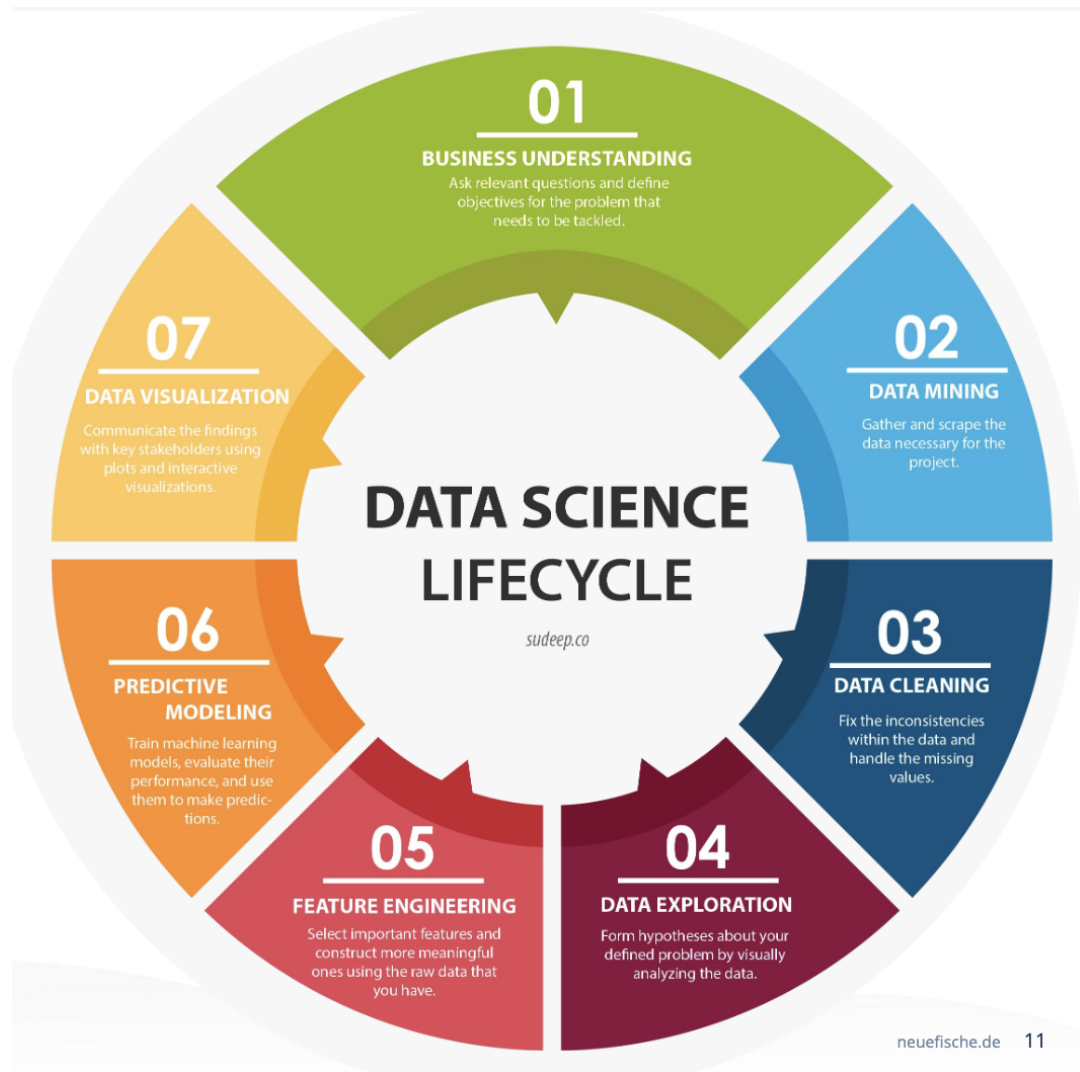 01
BUSINESS UNDERSTANDING
Ask relevant questions and define
objectives for the problem that
needs to be tackled.
02
DATA MINING
Gather and scrape the
data necessary for the
project.
03
DATA CLEANING
Fix the inconsistencies
within the data and
handle the missing
values.
04
DATA EXPLORATION
Form hypotheses about your
defined problem by visually
analyzing the data.
05
FEATURE ENGINEERING
Select important features and
construct more meaningful
ones using the raw data that
you have.
06
PREDICTIVE
MODELING
Train machine learning
models, evaluate their
performance, and use
them to make predic-
tions.
07
DATA VISUALIZATION
Communicate the findings
with key stakeholders using
plots and interactive
visualizations.
DATA SCIENCE
LIFECYCLE
sudeep.co
neuefische.de 11